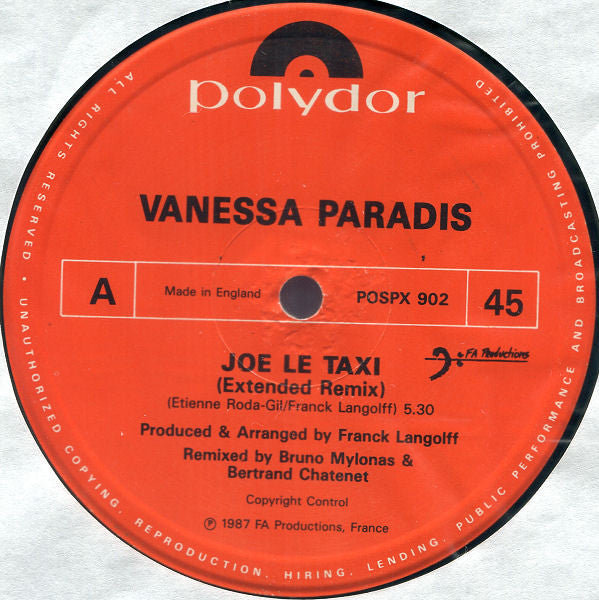 polydor
VANESSA PARADIS
A
Made in England
POSPX 902
45
JOE LE TAXI
(Extended Remix)
(Etienne Roda-Gil/Franck Langolff) 5.30
FA Productions
Produced & Arranged by Franck Langolff
Remixed by Bruno Mylonas &
Bertrand Chatenet
Copyright Control
Ⓟ 1987 FA Productions, France
ALL RIGHTS RESERVED • UNAUTHORIZED COPYING, REPRODUCTION, HIRING, LENDING, PUBLIC PERFORMANCE AND BROADCASTING PROHIBITED